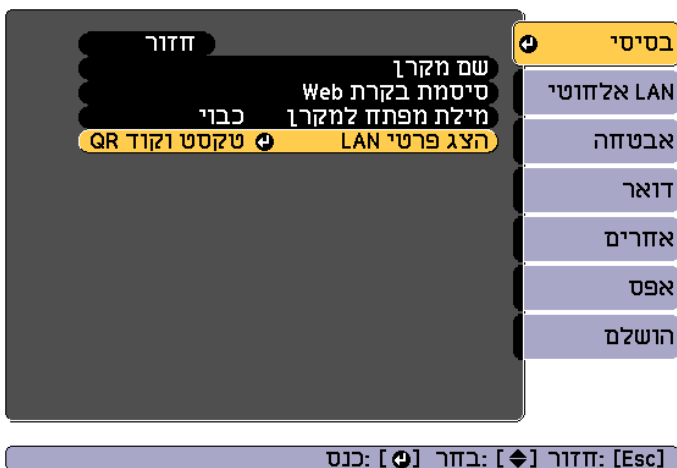 בסיסי
LAN אלחוטי
אבטחה
דואר
אחרים
אפס
הושלם
חזור
שם מקרן
סיסמת בקרת Web
מילת מפתח למקרן כבוי
הצג פרטי LAN טקסט וקוד QR
[Esc] :חזור [] :בחר [] :כנס